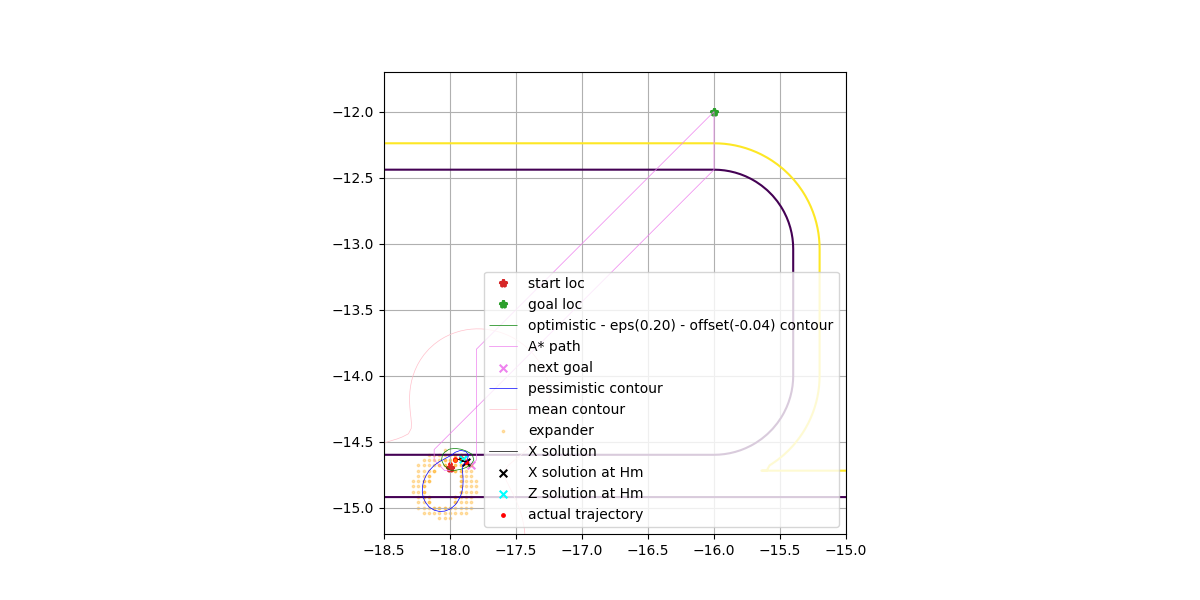 −12.0
−12.5
−13.0
−13.5
−14.0
−14.5
−15.0
start loc
goal loc
optimistic - eps(0.20) - offset(-0.04) contour
A* path
next goal
pessimistic contour
mean contour
expander
X solution
X solution at Hm
Z solution at Hm
actual trajectory
−18.5 −18.0 −17.5 −17.0 −16.5 −16.0 −15.5 −15.0